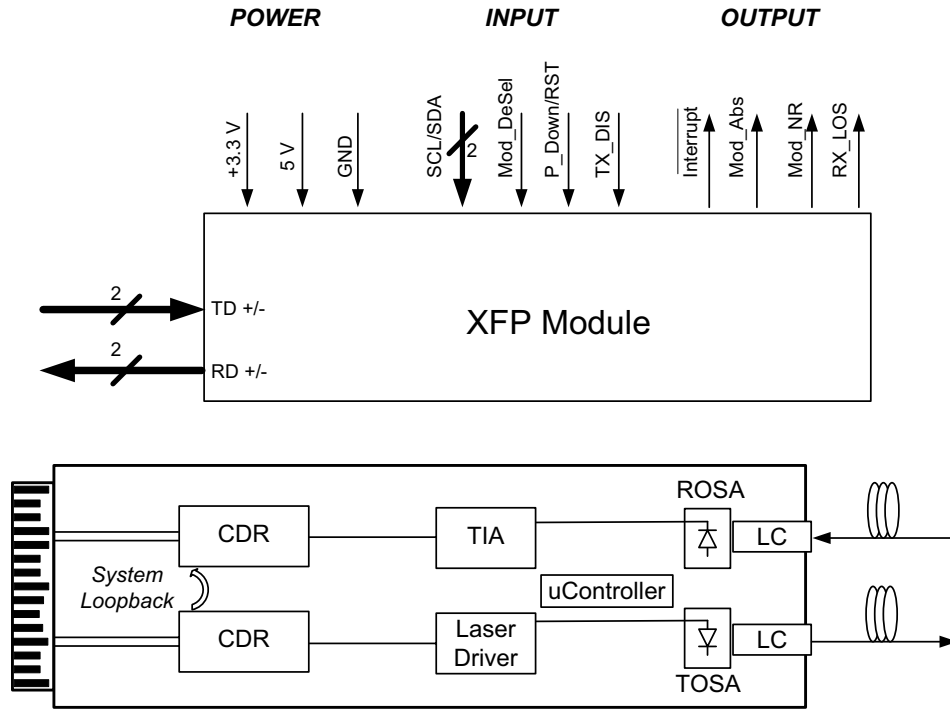 POWER INPUT OUTPUT
+3.3 V
5 V
GND
SCL/SDA
2
Mod_DeSel
P_Down/RST
TX_DIS
Interrupt
Mod_Abs
Mod_NR
RX_LOS
2
TD +/-
XFP Module
2
RD +/-
ROSA
CDR
TIA
LC
System
Loopback
uController
CDR
Laser
Driver
LC
TOSA